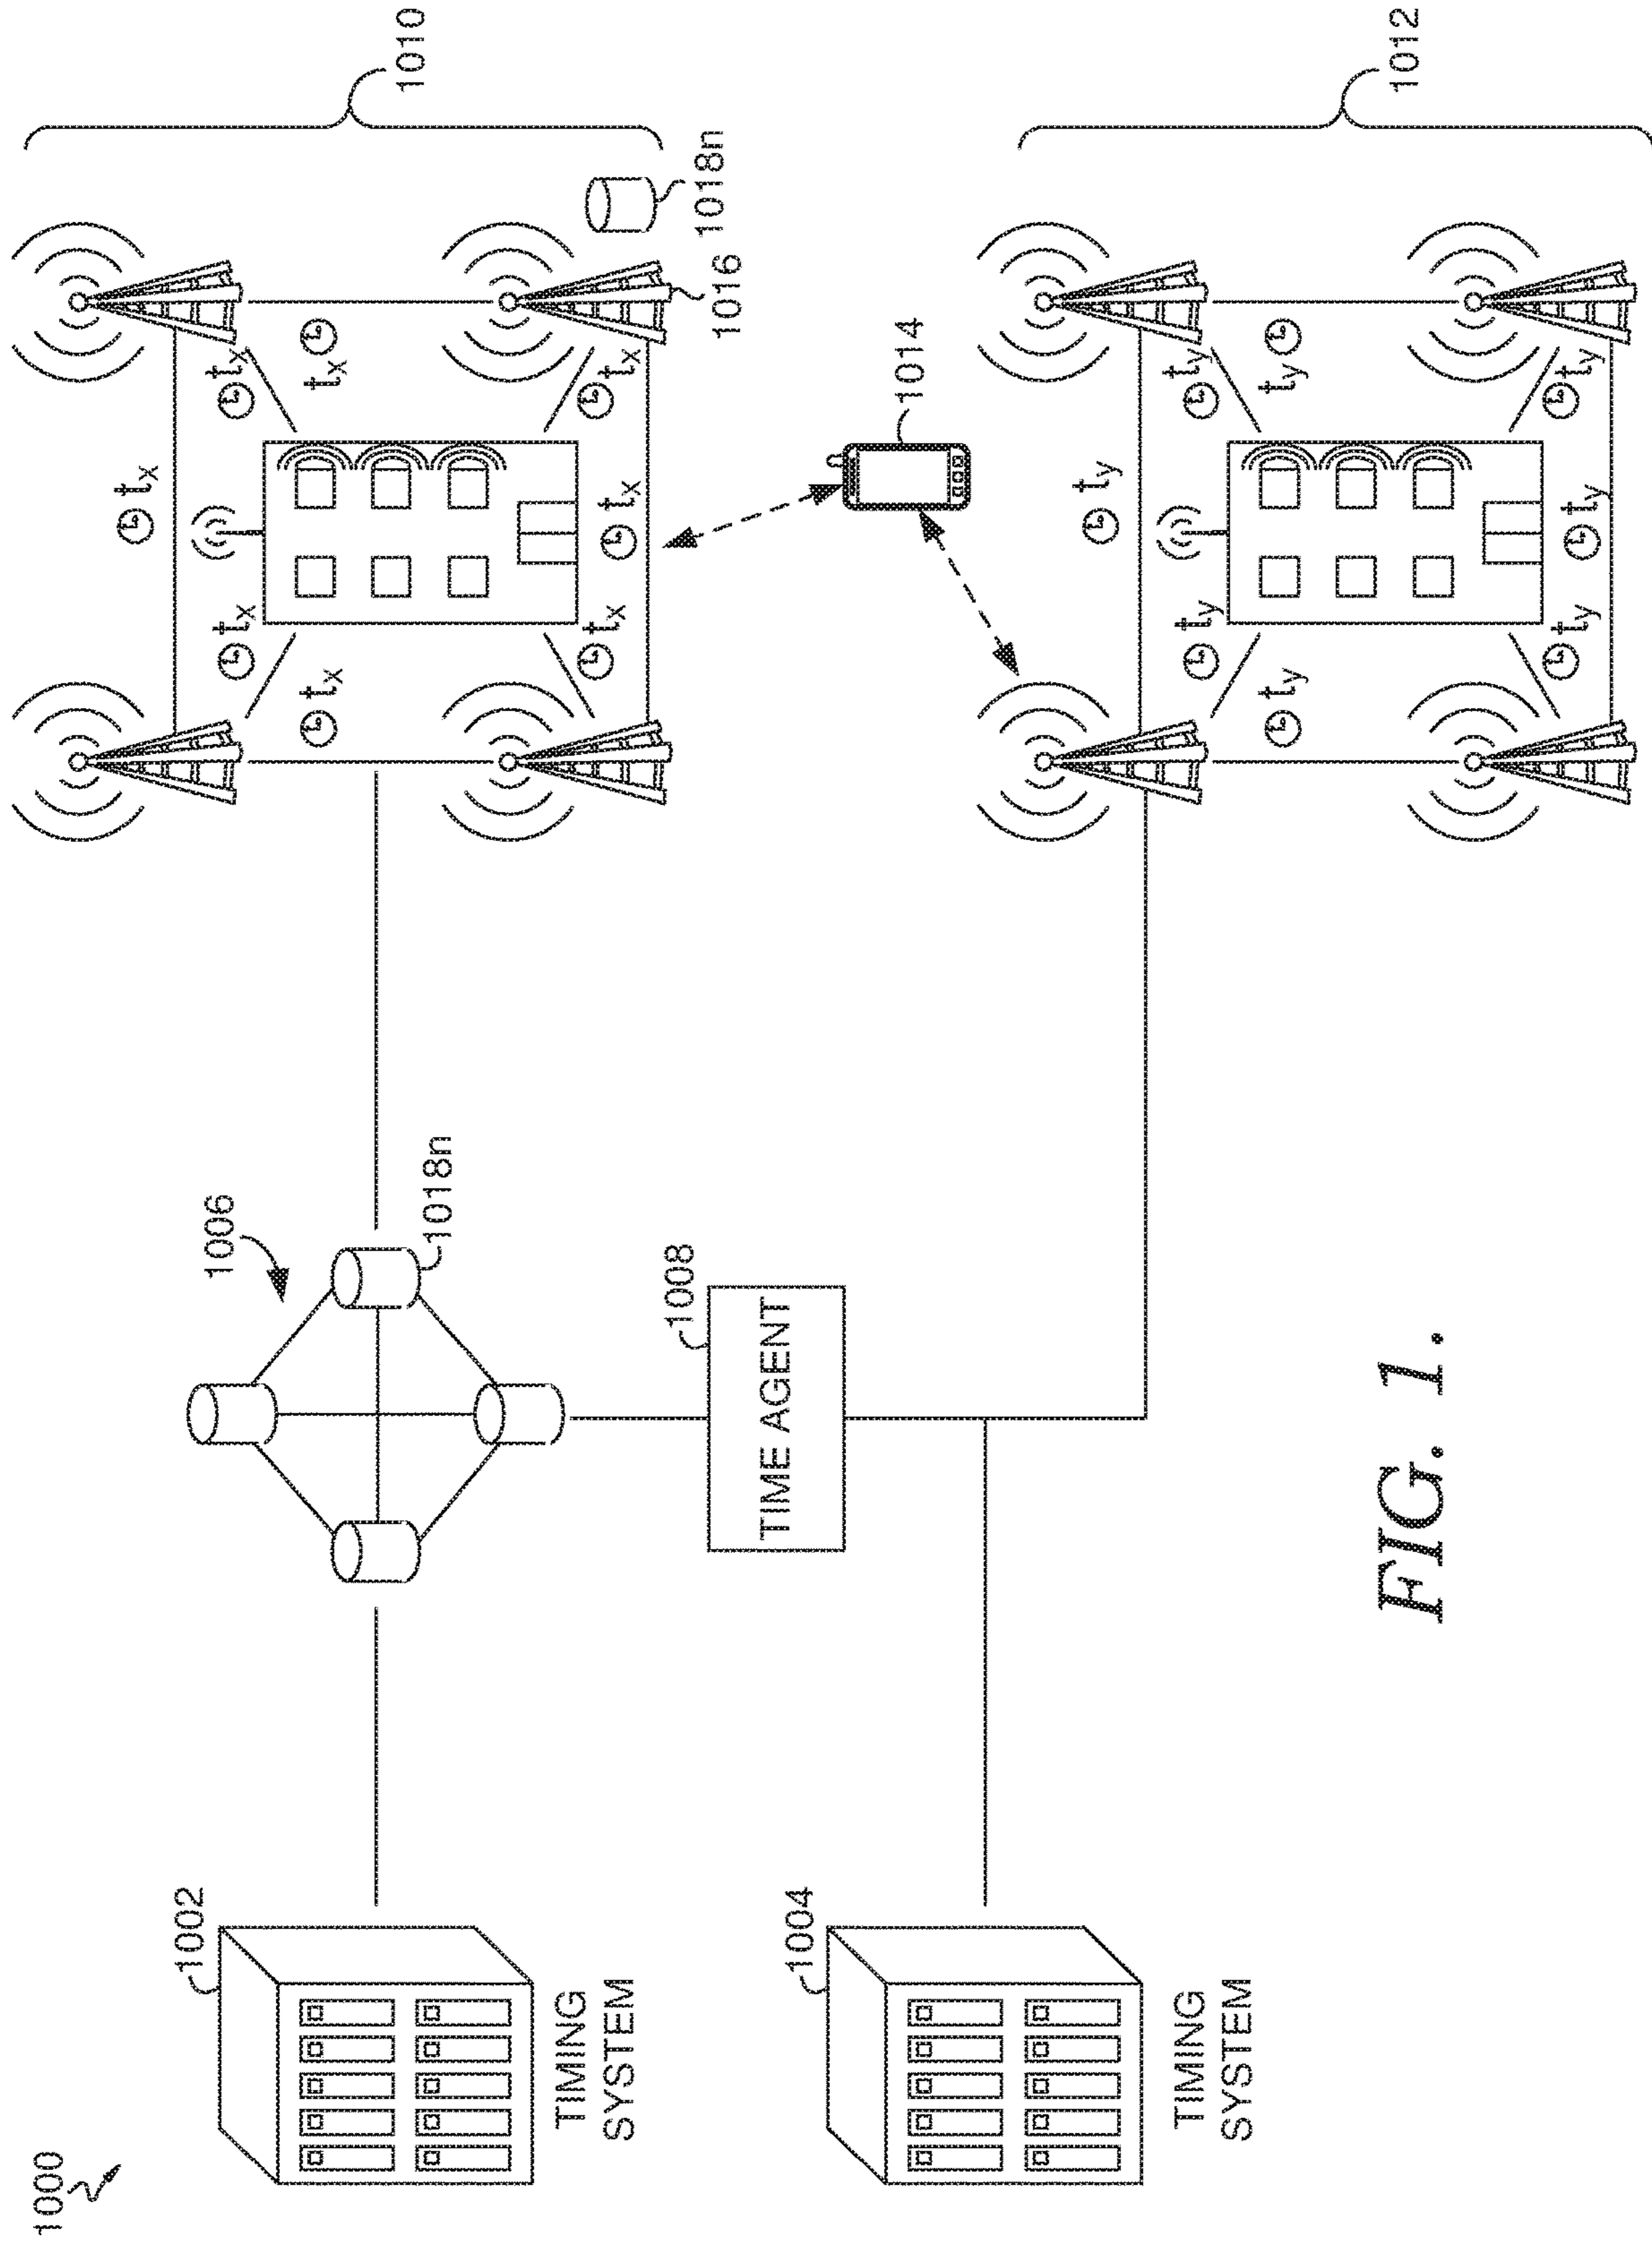 1000
1002
TIMING
SYSTEM
1004
TIMING
SYSTEM
1006
1018n
1008
TIME AGENT
tx
tx
tx
tx
tx
tx
tx
tx
1010
1018n
1016
1014
ty
ty
ty
ty
ty
ty
ty
ty
1012
FIG. 1.